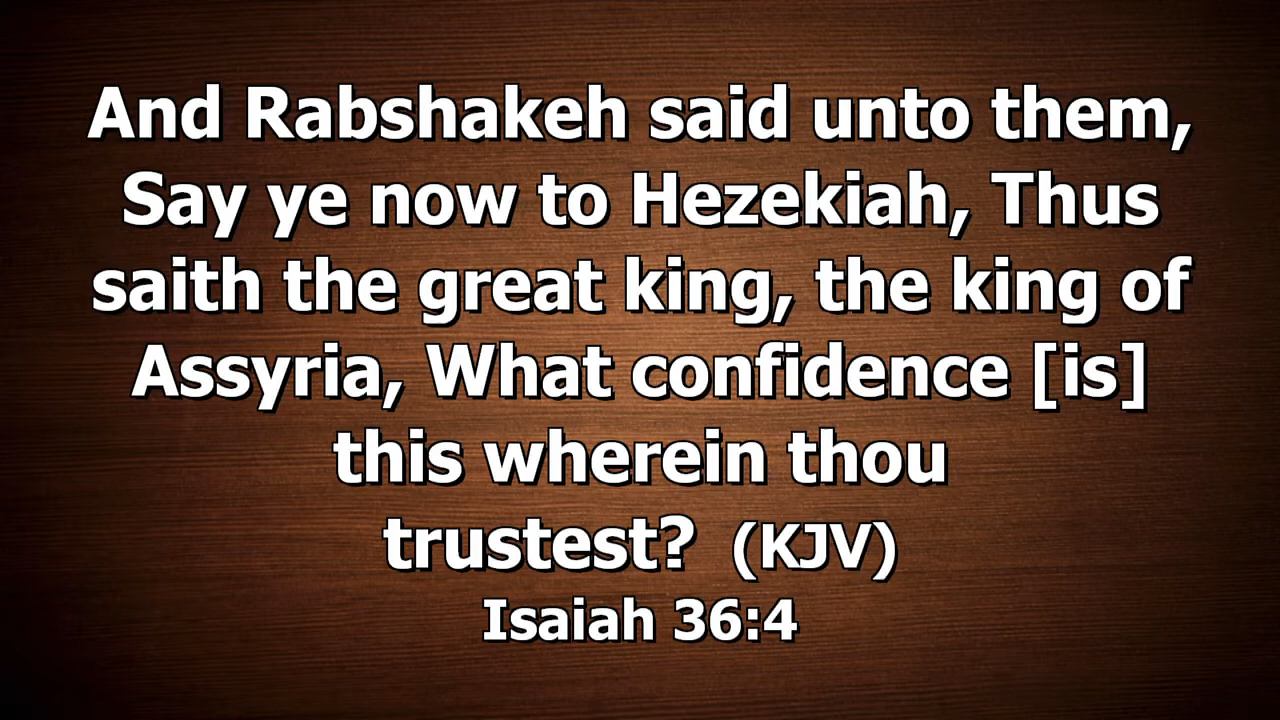 And Rabshakeh said unto them,
Say ye now to Hezekiah, Thus
saith the great king, the king of
Assyria, What confidence [is]
this wherein thou
trustest? (KJV)
Isaiah 36:4